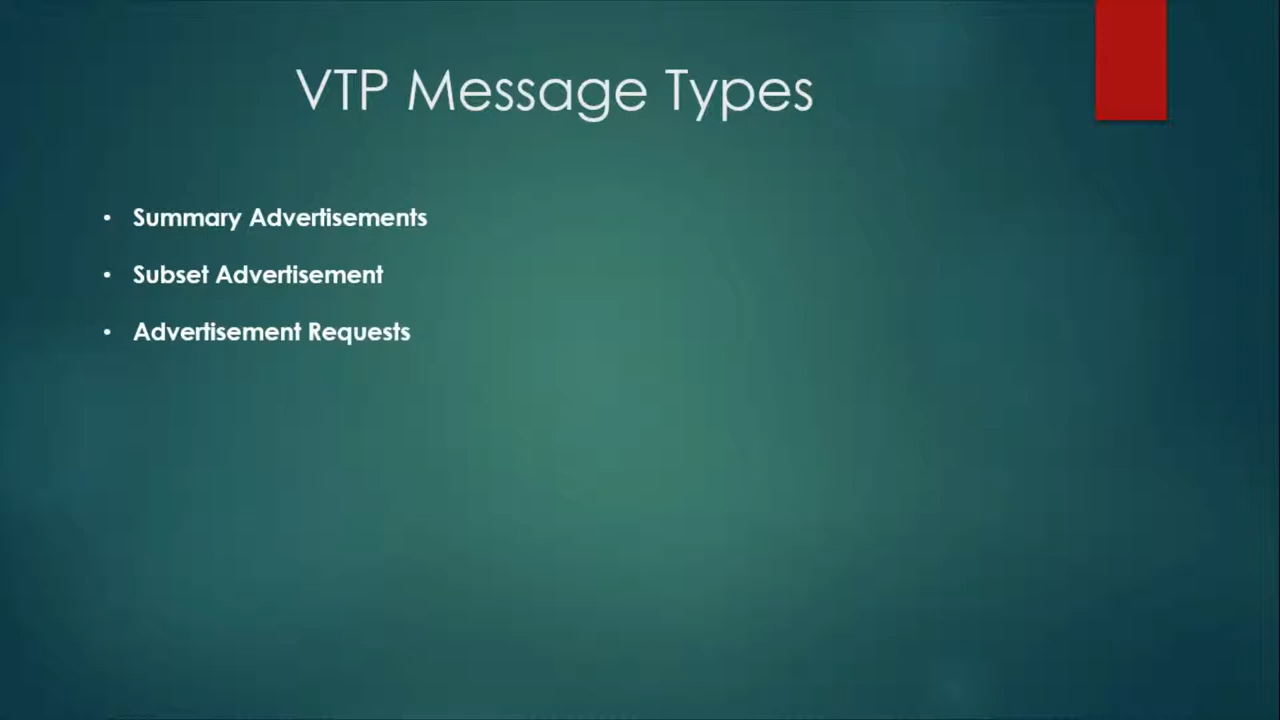 VTP Message Types
• Summary Advertisements
• Subset Advertisement
• Advertisement Requests